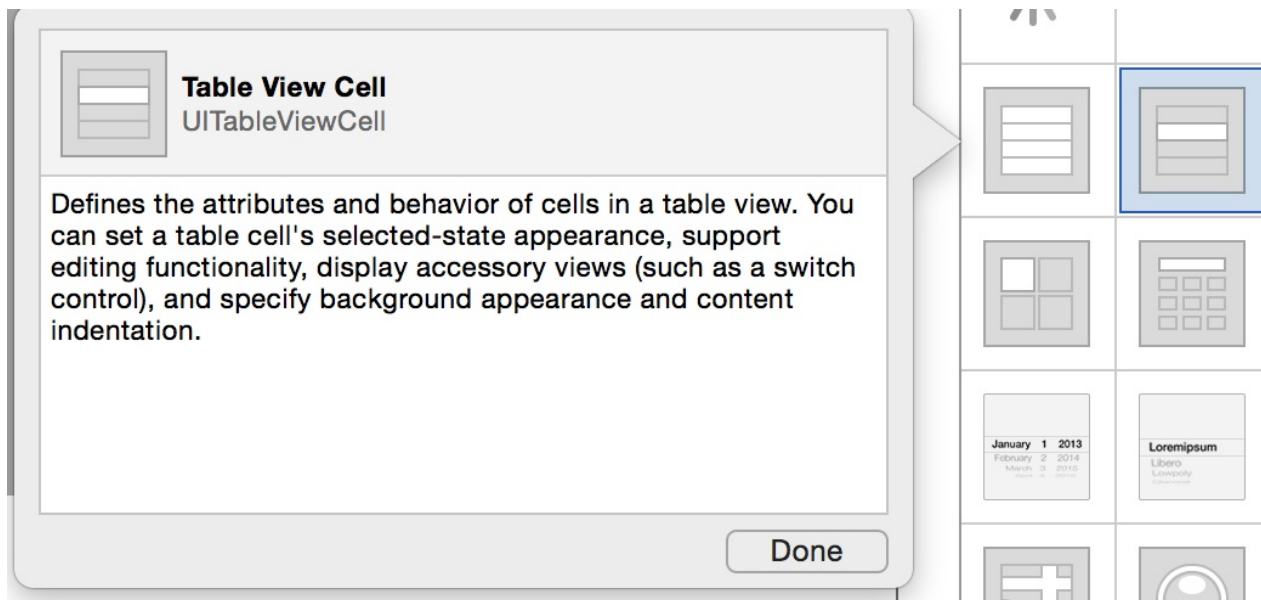 Table View Cell
UITableViewCell
Defines the attributes and behavior of cells in a table view. You
can set a table cell's selected-state appearance, support
editing functionality, display accessory views (such as a switch
control), and specify background appearance and content
indentation.
Done
January 1 2013
February 2 2014
March 3 2015
Loremipsum
Libero
Lowpoly